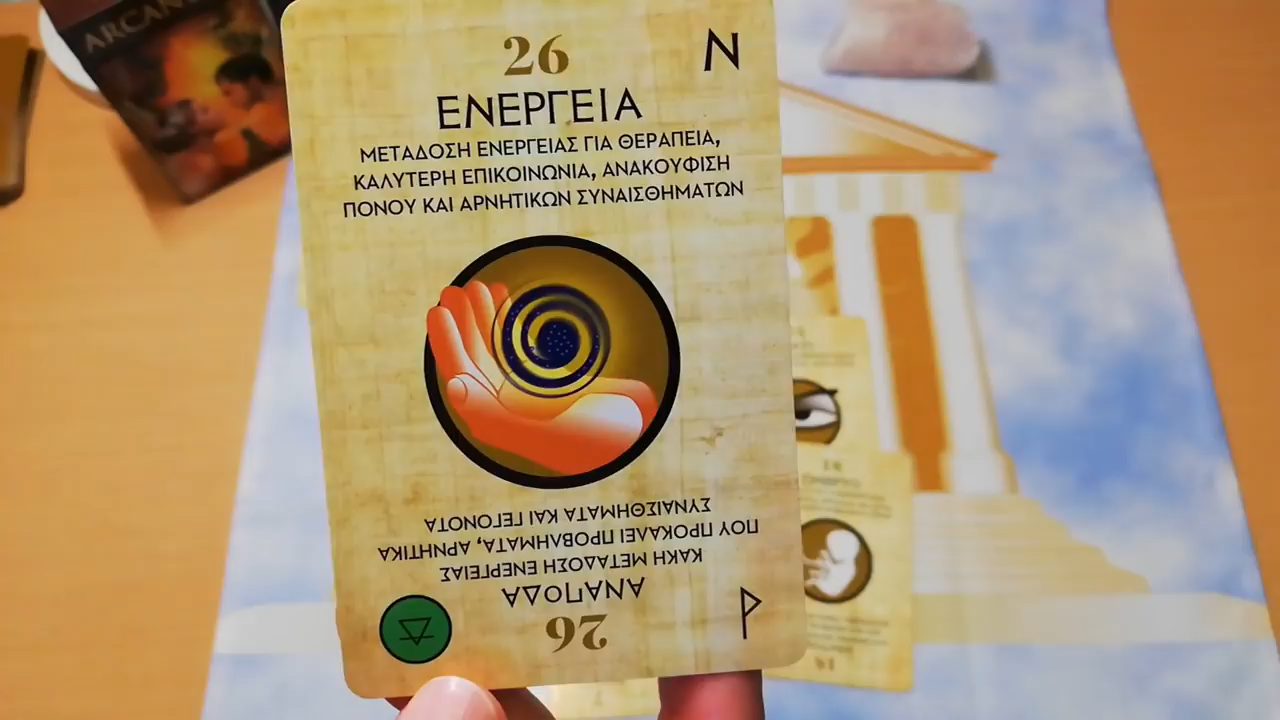 ARCAN
26
N
ΕΝΕΡΓΕΙΑ
ΜΕΤΑΔΟΣΗ ΕΝΕΡΓΕΙΑΣ ΓΙΑ ΘΕΡΑΠΕΙΑ,
ΚΑΛΥΤΕΡΗ ΕΠΙΚΟΙΝΩΝΙΑ, ΑΝΑΚΟΥΦΙΣΗ
ΠΟΝΟΥ ΚΑΙ ΑΡΝΗΤΙΚΩΝ ΣΥΝΑΙΣΘΗΜΑΤΩΝ
26
ΑΝΑΠΟΔΑ
ΚΑΚΗ ΜΕΤΑΔΟΣΗ ΕΝΕΡΓΕΙΑΣ
ΠΟΥ ΠΡΟΚΑΛΕΙ ΠΡΟΒΛΗΜΑΤΑ, ΑΡΝΗΤΙΚΑ
ΣΥΝΑΙΣΘΗΜΑΤΑ ΚΑΙ ΓΕΓΟΝΟΤΑ